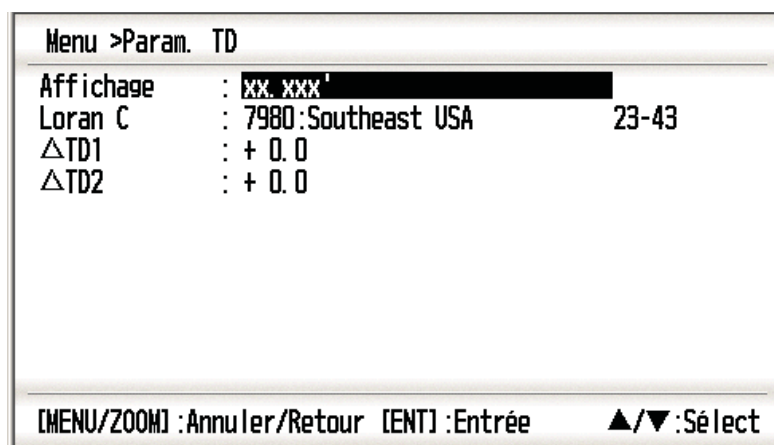 Menu >Param. TD
Affichage : xx.xxx'
Loran C : 7980:Southeast USA 23-43
△TD1 : + 0.0
△TD2 : + 0.0
[MENU/ZOOM]:Annuler/Retour [ENT]:Entrée ▲/▼:Sélect